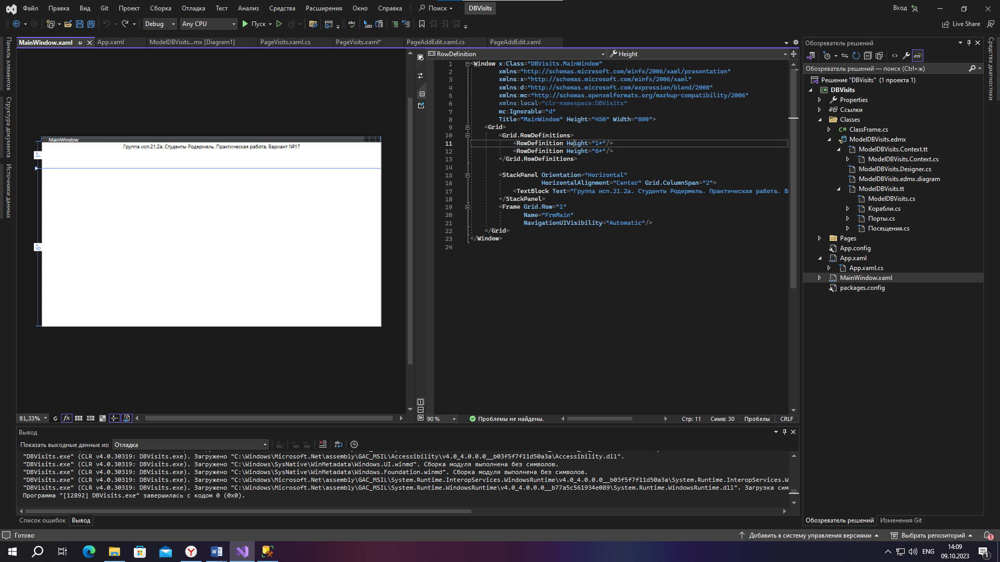 Файл Правка Вид Git Проект Сборка Отладка Тест Анализ Средства Расширения Окно Справка Поиск DBVisits Вход
Debug Any CPU Пуск Live Share
MainWindow.xaml App.xaml ModelDBVisits...mx [Diagram1] PageVisits.xaml.cs PageVisits.xaml* PageAddEdit.xaml.cs PageAddEdit.xaml
Панель элементов
Структура документа
Источники данных
MainWindow
Группа исп.21.2а. Студенты Родермель. Практическая работа. Вариант №17
1*
6*
81,33%
RowDefinition Height
1 <Window x:Class="DBVisits.MainWindow"
2 xmlns="http://schemas.microsoft.com/winfx/2006/xaml/presentation"
3 xmlns:x="http://schemas.microsoft.com/winfx/2006/xaml"
4 xmlns:d="http://schemas.microsoft.com/expression/blend/2008"
5 xmlns:mc="http://schemas.openxmlformats.org/markup-compatibility/2006"
6 xmlns:local="clr-namespace:DBVisits"
7 mc:Ignorable="d"
8 Title="MainWindow" Height="450" Width="800">
9 <Grid>
10 <Grid.RowDefinitions>
11 <RowDefinition Height="1*"/>
12 <RowDefinition Height="6*"/>
13 </Grid.RowDefinitions>
14
15 <StackPanel Orientation="Horizontal"
16 HorizontalAlignment="Center" Grid.ColumnSpan="2">
17 <TextBlock Text="Группа исп.21.2а. Студенты Родермель. Практическая работа. Ва
18 </StackPanel>
19 <Frame Grid.Row="1"
20 Name="FrmMain"
21 NavigationUIVisibility="Automatic"/>
22 </Grid>
23 </Window>
24
90 % Проблемы не найдены. Стр: 11 Симв: 30 Пробелы CRLF
Обозреватель решений
Обозреватель решений — поиск (Ctrl+ж)
Решение "DBVisits" (1 проекта 1)
DBVisits
Properties
Ссылки
Classes
ClassFrame.cs
ModelDBVisits.edmx
ModelDBVisits.Context.tt
ModelDBVisits.Context.cs
ModelDBVisits.Designer.cs
ModelDBVisits.edmx.diagram
ModelDBVisits.tt
ModelDBVisits.cs
Корабли.cs
Порты.cs
Посещения.cs
Pages
App.config
App.xaml
App.xaml.cs
MainWindow.xaml
packages.config
Обозреватель решений Изменения Git
Средства диагностики
Вывод
Показать выходные данные из: Отладка
"DBVisits.exe" (CLR v4.0.30319: DBVisits.exe). Загружено "C:\Windows\Microsoft.Net\assembly\GAC_MSIL\Accessibility\v4.0_4.0.0.0__b03f5f7f11d50a3a\Accessibility.dll".
"DBVisits.exe" (CLR v4.0.30319: DBVisits.exe). Загружено "C:\Windows\SysNative\WinMetadata\Windows.UI.winmd". Сборка модуля выполнена без символов.
"DBVisits.exe" (CLR v4.0.30319: DBVisits.exe). Загружено "C:\Windows\SysNative\WinMetadata\Windows.Foundation.winmd". Сборка модуля выполнена без символов.
"DBVisits.exe" (CLR v4.0.30319: DBVisits.exe). Загружено "C:\Windows\Microsoft.Net\assembly\GAC_MSIL\System.Runtime.InteropServices.WindowsRuntime\v4.0_4.0.0.0__b03f5f7f11d50a3a\System.Runtime.InteropServices.W
"DBVisits.exe" (CLR v4.0.30319: DBVisits.exe). Загружено "C:\Windows\Microsoft.Net\assembly\GAC_MSIL\System.Runtime.WindowsRuntime\v4.0_4.0.0.0__b77a5c561934e089\System.Runtime.WindowsRuntime.dll". Загрузка сим
Программа "[12892] DBVisits.exe" завершилась с кодом 0 (0x0).
Список ошибок Вывод
Готово Добавить в систему управления версиями Выбрать репозиторий 1
ENG 14:09
09.10.2023 1